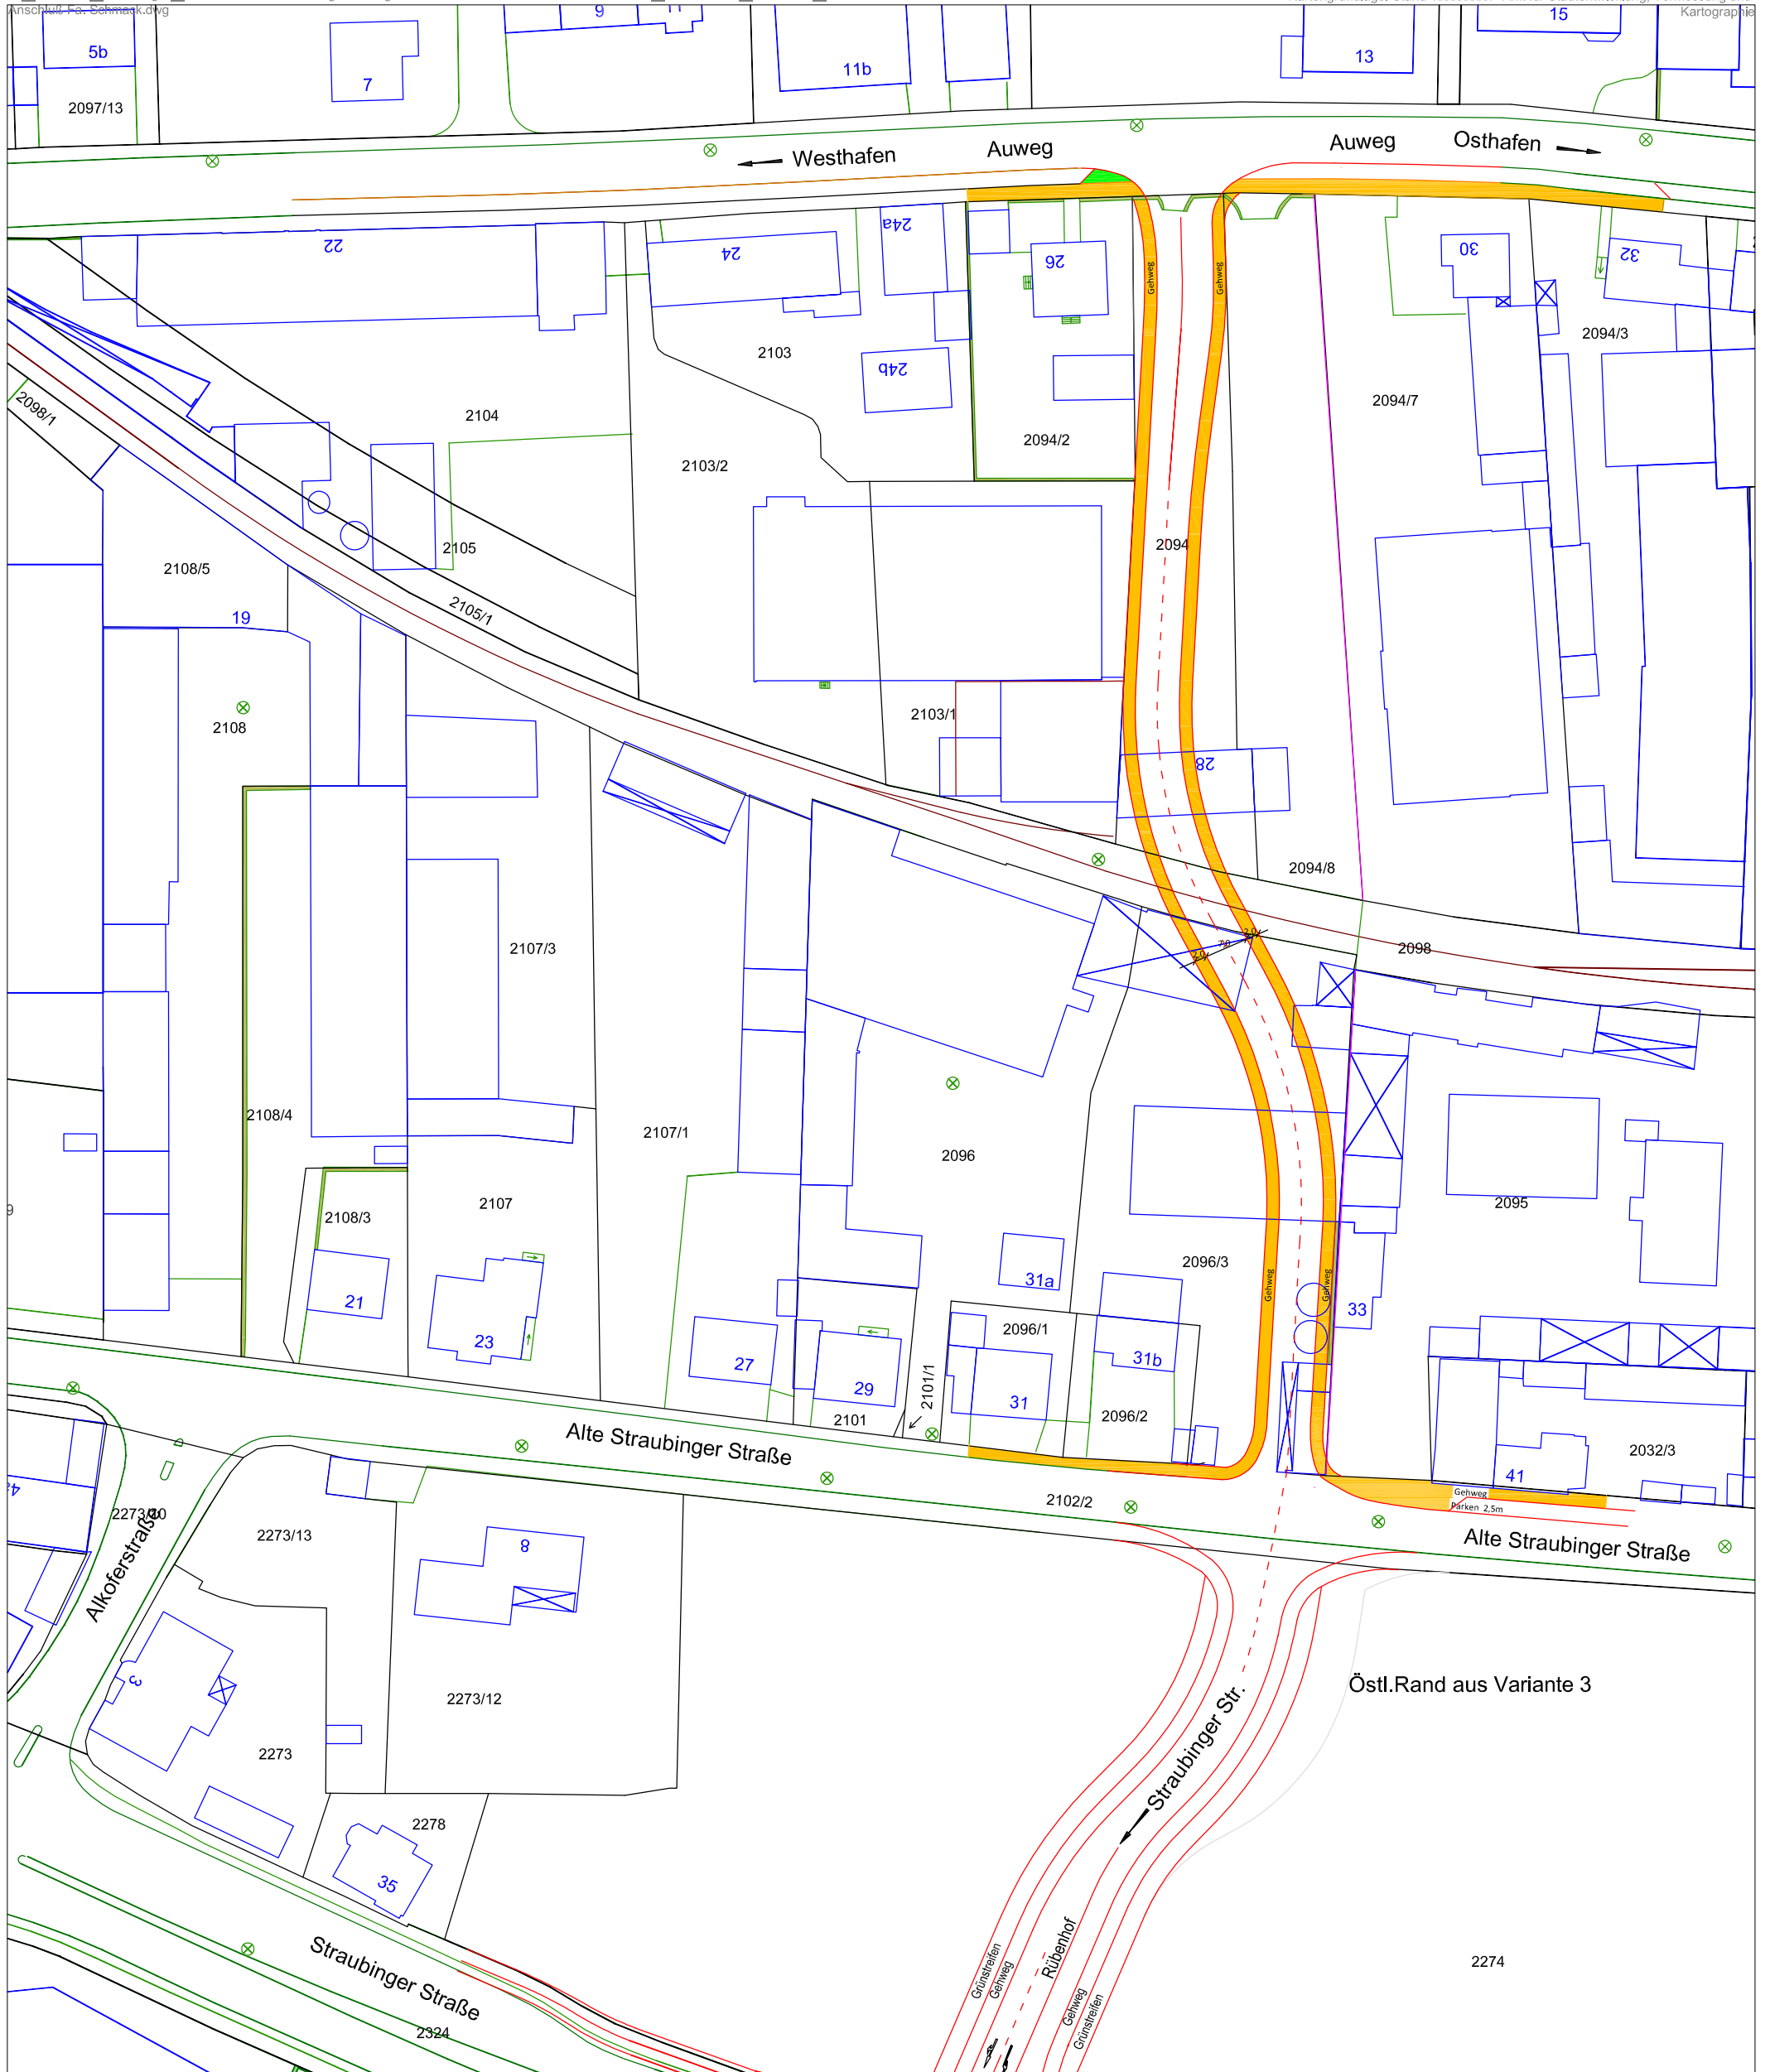 Anschluß Fa. Schmack.dwg
Kartographie
5b
7
9
11b
13
15
2097/13
Westhafen
Auweg
Auweg
Osthafen
22
24
24a
26
30
32
Gehweg
Gehweg
2098/1
2104
2103
24b
2103/2
2094/2
2094/7
2094/3
2105
2094
2108/5
2105/1
19
2108
2103/1
28
2094/8
2107/3
2098
7.0
2108/4
2107/1
2096
2108/3
2107
2095
2096/3
31a
Gehweg
Gehweg
21
23
27
29
31
31b
33
2096/1
2101/1
2101
2096/2
2032/3
41
Gehweg
Parken 2,5m
Alte Straubinger Straße
2102/2
Alte Straubinger Straße
Alkoferstraße
2273/13
8
3
2273/12
2273
Östl.Rand aus Variante 3
Straubinger Str.
2278
35
Straubinger Straße
2324
Grünstreifen
Gehweg
Rübenhof
Gehweg
Grünstreifen
2274